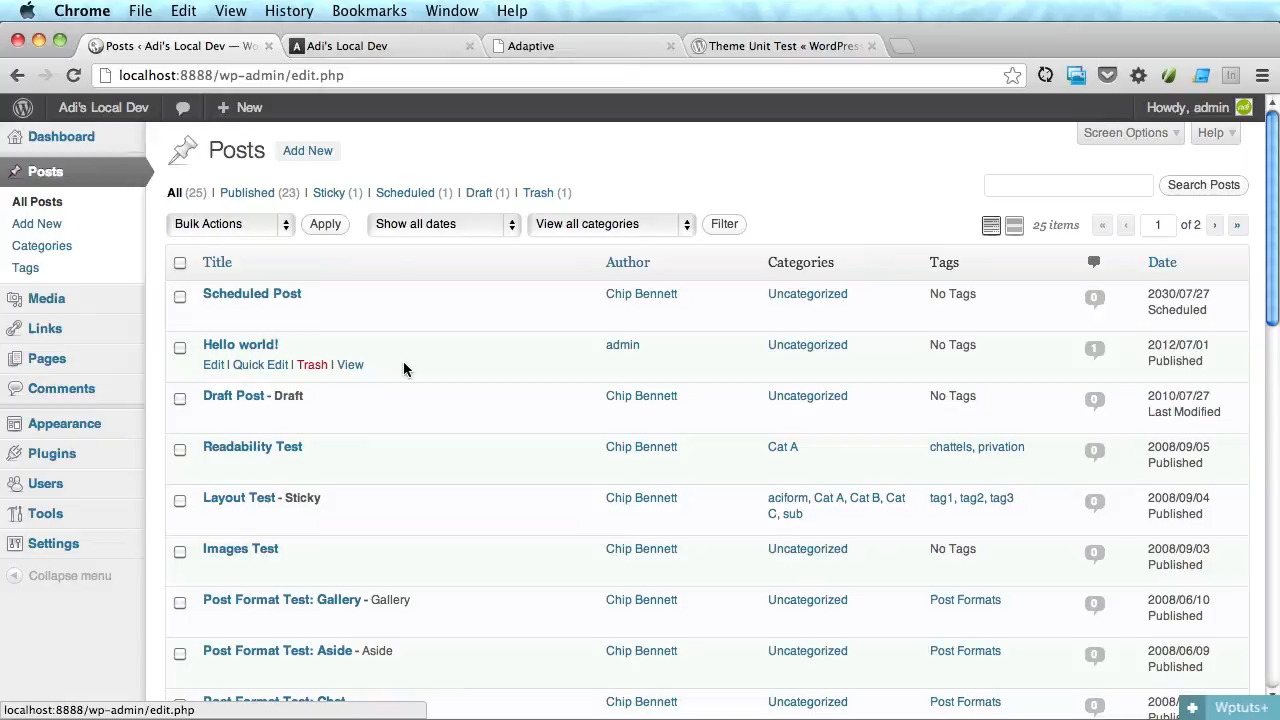 Chrome File Edit View History Bookmarks Window Help
Posts ‹ Adi's Local Dev — Wo
Adi's Local Dev
Adaptive
Theme Unit Test « WordPress
localhost:8888/wp-admin/edit.php
Adi's Local Dev + New Howdy, admin
Dashboard
Posts
All Posts
Add New
Categories
Tags
Media
Links
Pages
Comments
Appearance
Plugins
Users
Tools
Settings
Collapse menu
Screen Options Help
Posts Add New
All (25) | Published (23) | Sticky (1) | Scheduled (1) | Draft (1) | Trash (1)
Search Posts
Bulk Actions Apply Show all dates View all categories Filter 25 items « ‹ 1 of 2 › »
Title Author Categories Tags Date
Scheduled Post Chip Bennett Uncategorized No Tags 0 2030/07/27
Scheduled
Hello world! admin Uncategorized No Tags 1 2012/07/01
Edit | Quick Edit | Trash | View Published
Draft Post - Draft Chip Bennett Uncategorized No Tags 0 2010/07/27
Last Modified
Readability Test Chip Bennett Cat A chattels, privation 0 2008/09/05
Published
Layout Test - Sticky Chip Bennett aciform, Cat A, Cat B, Cat tag1, tag2, tag3 0 2008/09/04
C, sub Published
Images Test Chip Bennett Uncategorized No Tags 0 2008/09/03
Published
Post Format Test: Gallery - Gallery Chip Bennett Uncategorized Post Formats 0 2008/06/10
Published
Post Format Test: Aside - Aside Chip Bennett Uncategorized Post Formats 0 2008/06/09
Published
Post Format Test: Chat Chip Bennett Uncategorized Post Formats 0 2008/
localhost:8888/wp-admin/edit.php
+ Wptuts+